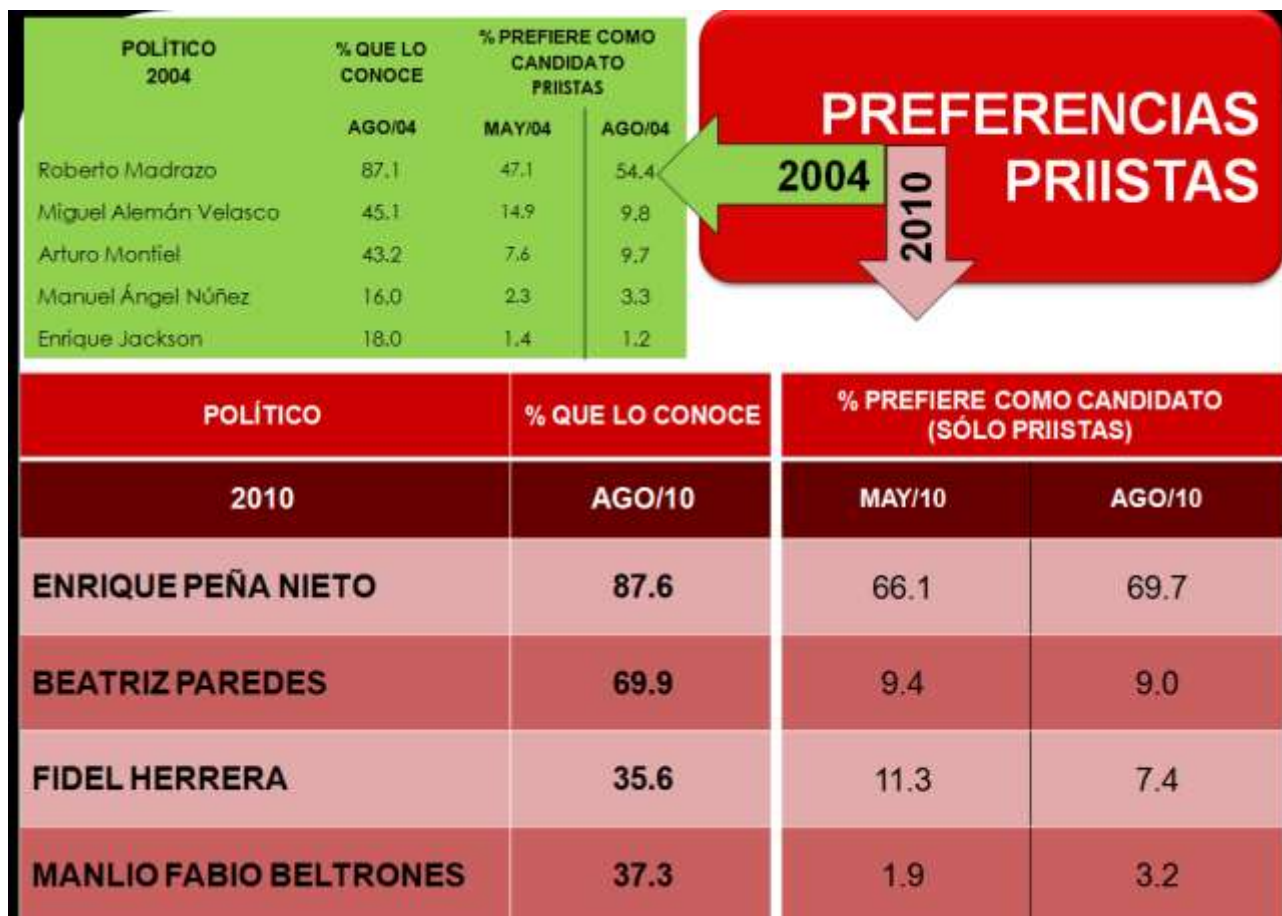 POLÍTICO 2004 % QUE LO CONOCE % PREFIERE COMO CANDIDATO PRIISTAS
AGO/04 MAY/04 AGO/04
Roberto Madrazo 87.1 47.1 54.4
Miguel Alemán Velasco 45.1 14.9 9.8
Arturo Montiel 43.2 7.6 9.7
Manuel Ángel Núñez 16.0 2.3 3.3
Enrique Jackson 18.0 1.4 1.2
PREFERENCIAS
PRIISTAS
2004
2010
POLÍTICO % QUE LO CONOCE % PREFIERE COMO CANDIDATO (SÓLO PRIISTAS)
2010 AGO/10 MAY/10 AGO/10
ENRIQUE PEÑA NIETO 87.6 66.1 69.7
BEATRIZ PAREDES 69.9 9.4 9.0
FIDEL HERRERA 35.6 11.3 7.4
MANLIO FABIO BELTRONES 37.3 1.9 3.2